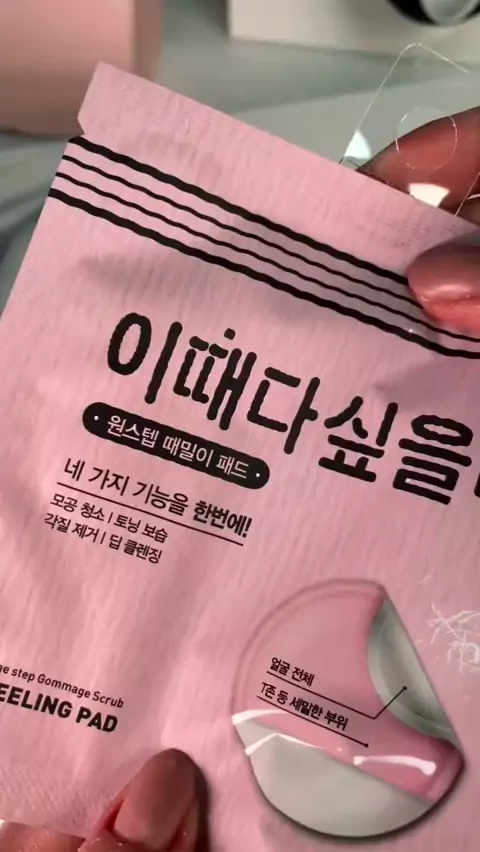 이때다싶을
원스텝 때밀이 패드
네 가지 기능을 한번에!
모공 청소 | 토닝 보습
각질 제거 | 딥 클렌징
얼굴 전체
T존 등 세밀한 부위
step Gommage Scrub
PAD